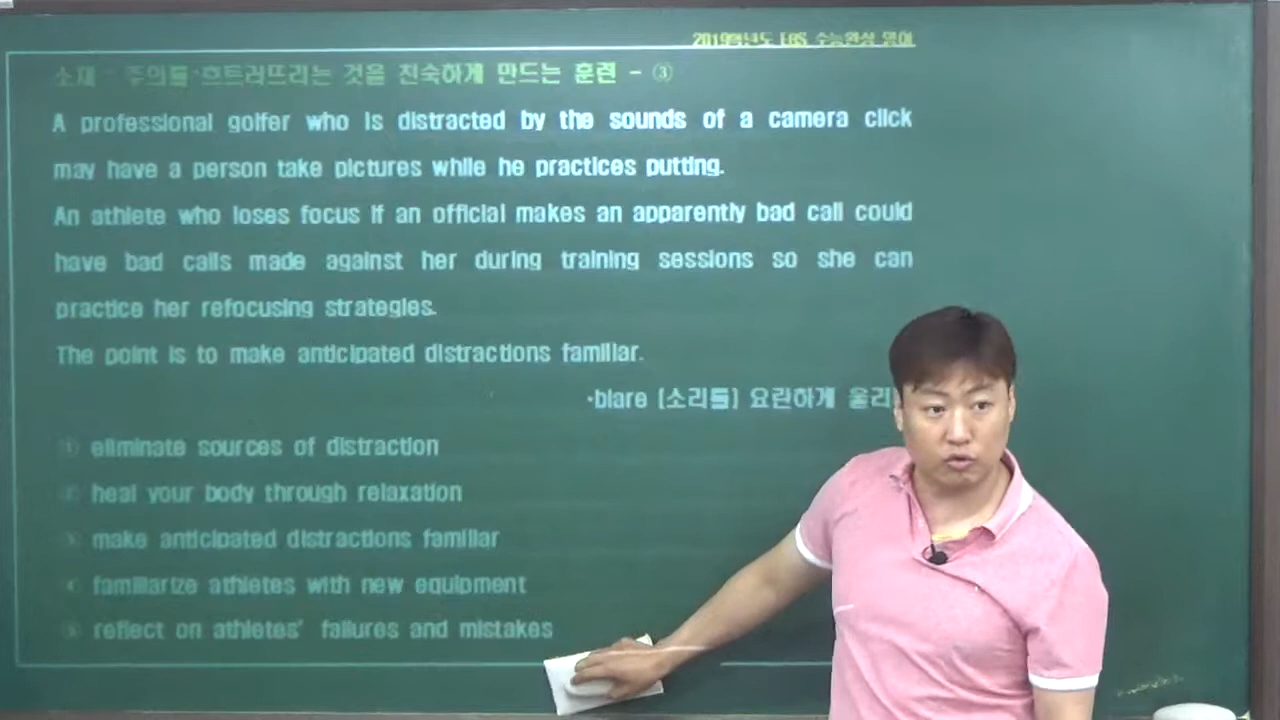 2019학년도 EBS 수능완성 영어
소재 - 주의를 흐트러뜨리는 것을 친숙하게 만드는 훈련 - ③
A professional golfer who is distracted by the sounds of a camera click
may have a person take pictures while he practices putting.
An athlete who loses focus if an official makes an apparently bad call could
have bad calls made against her during training sessions so she can
practice her refocusing strategies.
The point is to make anticipated distractions familiar.
·blare (소리를) 요란하게 울리
① eliminate sources of distraction
② heal your body through relaxation
③ make anticipated distractions familiar
④ familiarize athletes with new equipment
⑤ reflect on athletes' failures and mistakes